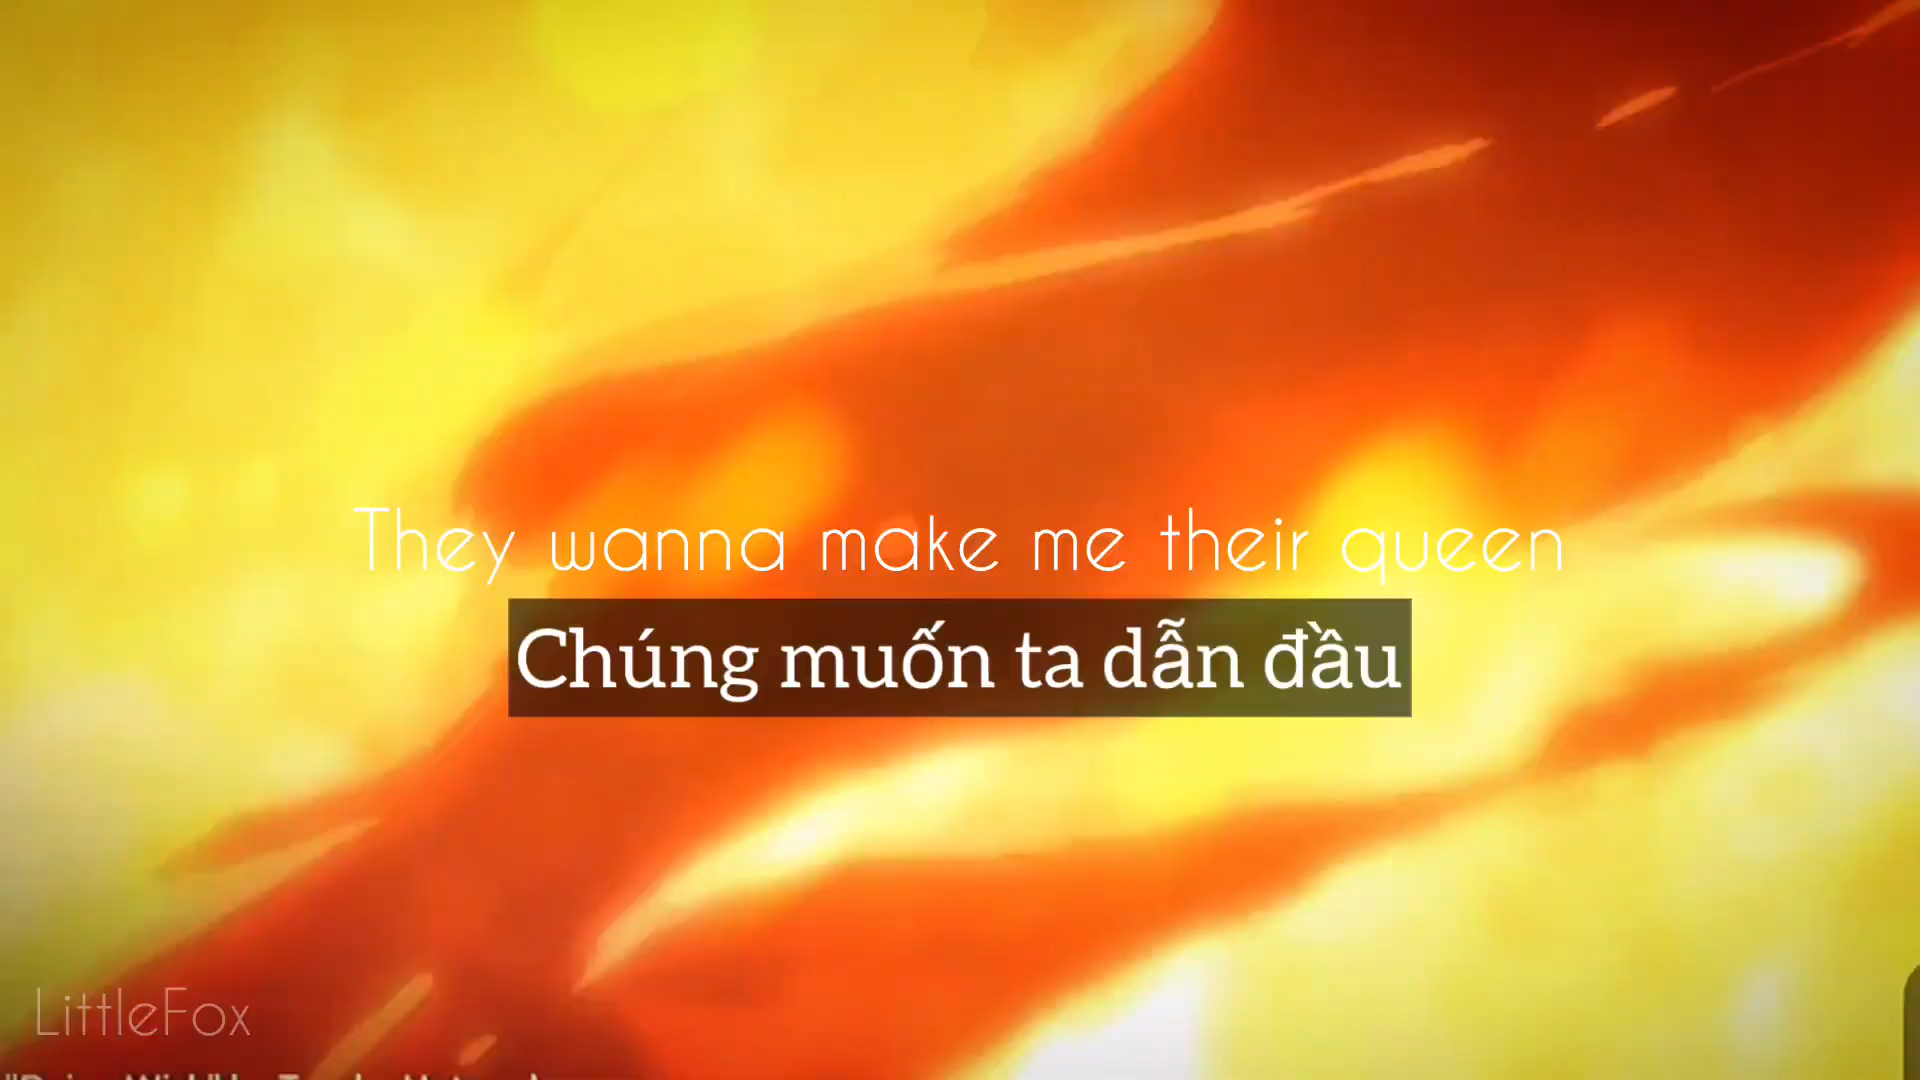 They wanna make me their queen
Chúng muốn ta dẫn đầu
LittleFox